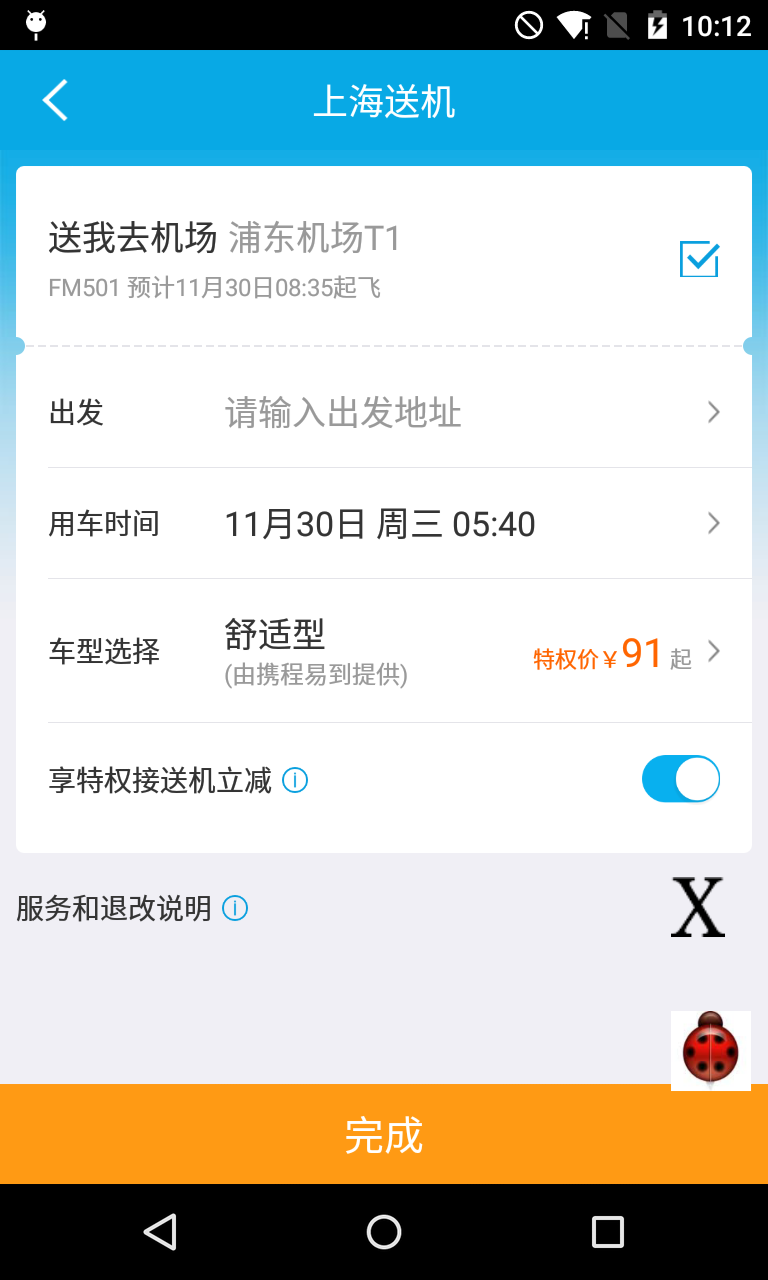 10:12
上海送机
送我去机场 浦东机场T1
FM501 预计11月30日08:35起飞
出发 请输入出发地址
用车时间 11月30日 周三 05:40
车型选择 舒适型 特权价￥91 起
(由携程易到提供)
享特权接送机立减
服务和退改说明
X
完成